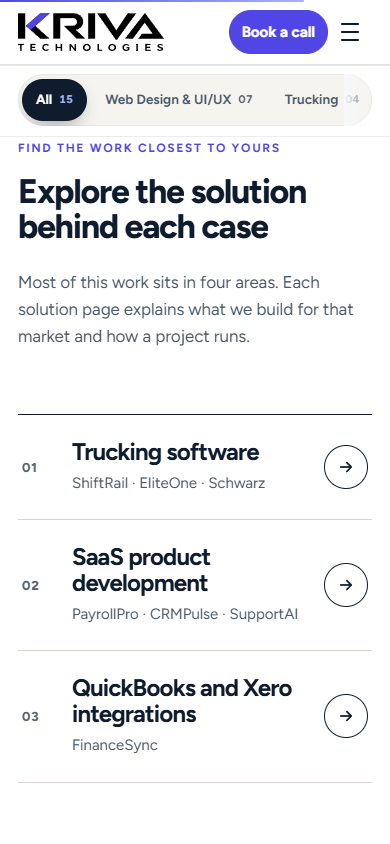 KRIVA
TECHNOLOGIES
Book a call
All 15 Web Design & UI/UX 07 Trucking 04
FIND THE WORK CLOSEST TO YOURS
Explore the solution
behind each case
Most of this work sits in four areas. Each
solution page explains what we build for that
market and how a project runs.
01
Trucking software
ShiftRail · EliteOne · Schwarz
02
SaaS product
development
PayrollPro · CRMPulse · SupportAI
03
QuickBooks and Xero
integrations
FinanceSync